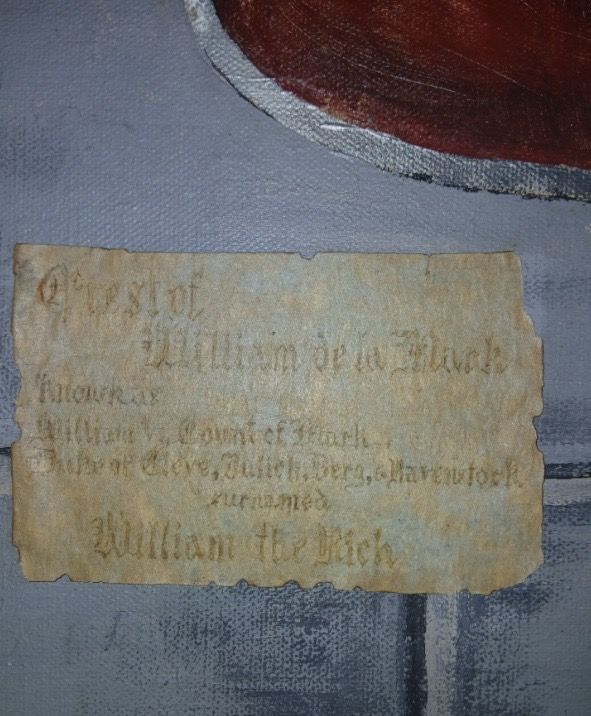 Crest of
William de la Mark
known as
William V, Count of Mark,
Duke of Cleve, Julich, Berg, & Ravenstock
surnamed
William the Rich